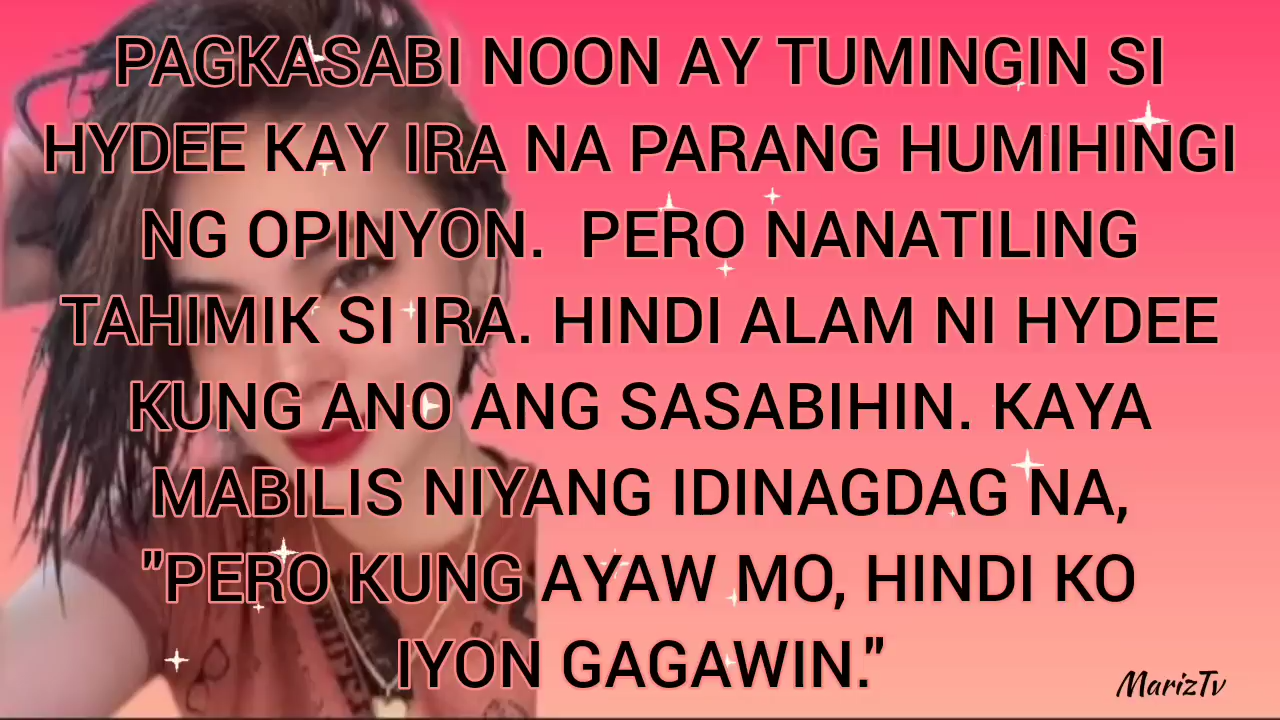 PAGKASABI NOON AY TUMINGIN SI
HYDEE KAY IRA NA PARANG HUMIHINGI
NG OPINYON.  PERO NANATILING
TAHIMIK SI IRA. HINDI ALAM NI HYDEE
KUNG ANO ANG SASABIHIN. KAYA
MABILIS NIYANG IDINAGDAG NA,
"PERO KUNG AYAW MO, HINDI KO
IYON GAGAWIN."
MarizTv